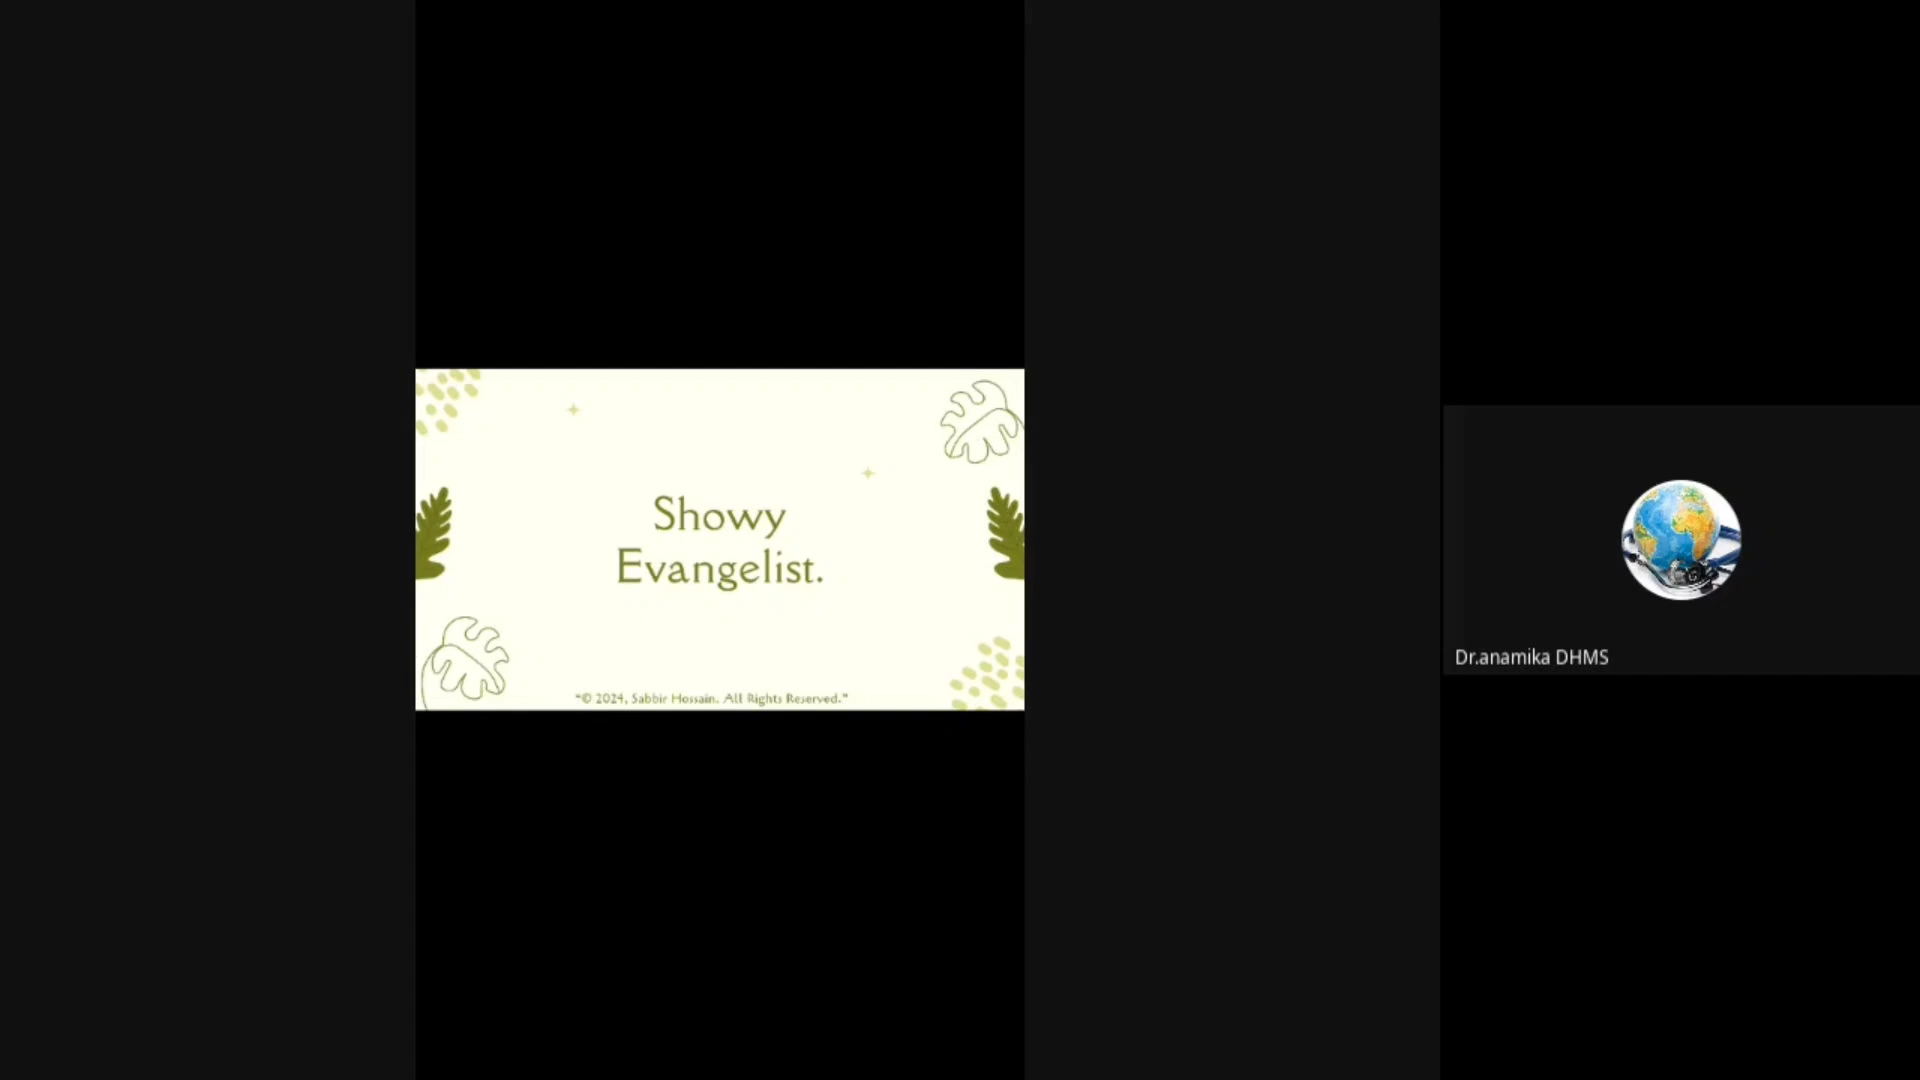 Showy
Evangelist.
"© 2024, Sabbir Hossain. All Rights Reserved."
Dr.anamika DHMS